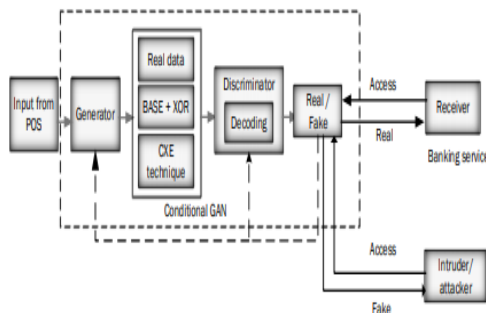 Input from
POS
Generator
Real data
BASE + XOR
CXE
technique
Conditional GAN
Discriminator
Decoding
Real /
Fake
Access
Real
Receiver
Banking service
Access
Fake
Intruder/
attacker